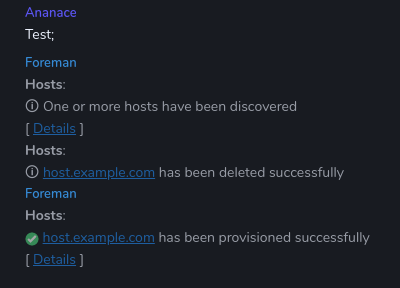 Ananace
Test;
Foreman
Hosts:
One or more hosts have been discovered
[ Details ]
Hosts:
host.example.com has been deleted successfully
Foreman
Hosts:
host.example.com has been provisioned successfully
[ Details ]